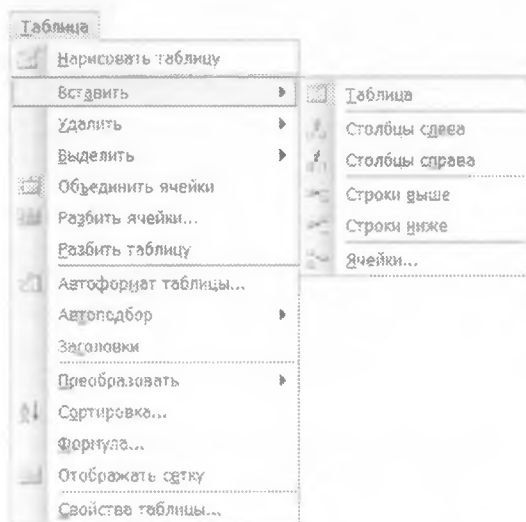 Таблица
Нарисовать таблицу
Вставить
Удалить
Выделить
Объединить ячейки
Разбить ячейки...
Разбить таблицу
Автоформат таблицы...
Автоподбор
Заголовки
Преобразовать
Сортировка...
Формула...
Отображать сетку
Свойства таблицы...
Таблица
Столбцы слева
Столбцы справа
Строки выше
Строки ниже
Ячейки...